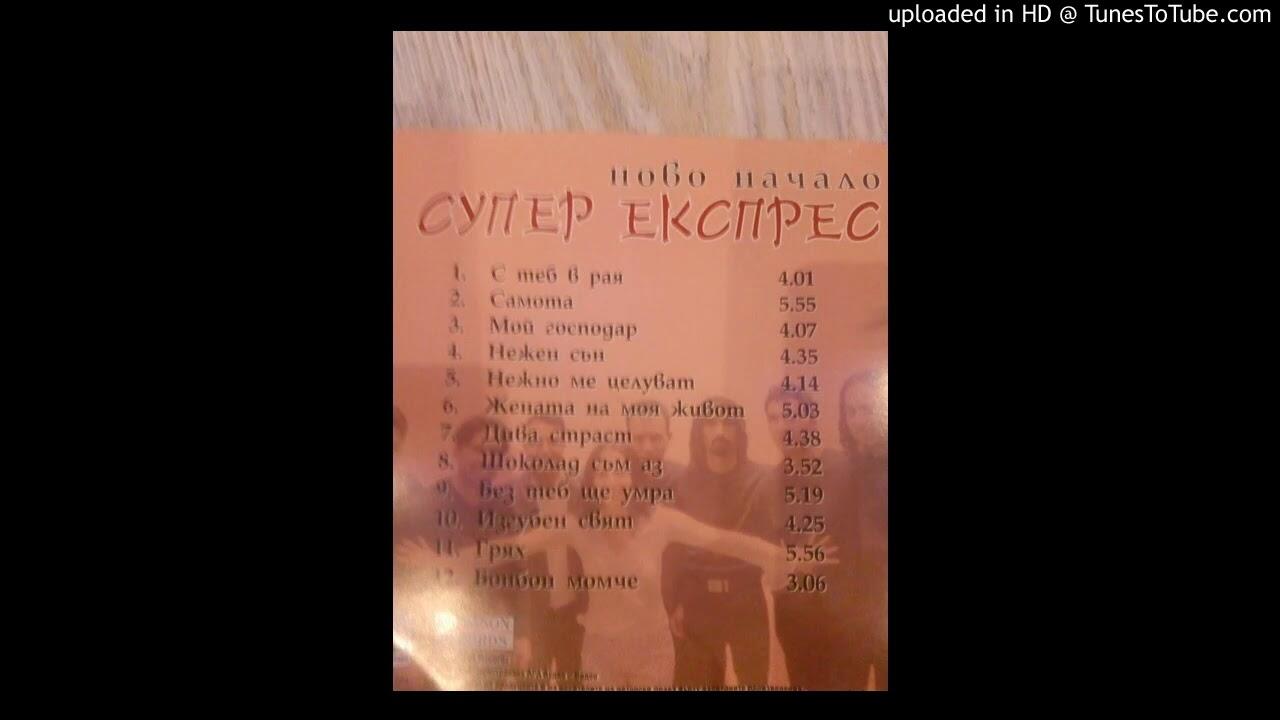 uploaded in HD @ TunesToTube.com
ново начало
СУПЕР ЕКСПРЕС
1. С теб в рая 4.01
2. Самота 5.55
3. Мой господар 4.07
4. Нежен сън 4.35
5. Нежно ме целуват 4.14
6. Жената на моя живот 5.03
7. Дива страст 4.38
8. Шоколад съм аз 3.52
9. Без теб ще умра 5.19
10. Изгубен свят 4.25
11. Грях 5.56
12. Бонбон момче 3.06